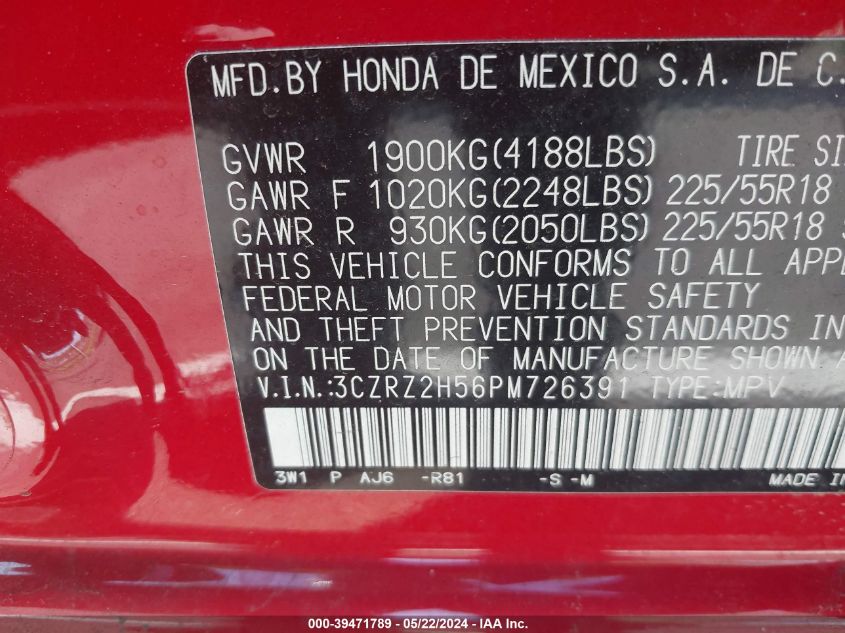 MFD.BY HONDA DE MEXICO S.A. DE C.
GVWR 1900KG(4188LBS) TIRE SI
GAWR F 1020KG(2248LBS) 225/55R18
GAWR R 930KG(2050LBS) 225/55R18
THIS VEHICLE CONFORMS TO ALL APPL
FEDERAL MOTOR VEHICLE SAFETY
AND THEFT PREVENTION STANDARDS IN
ON THE DATE OF MANUFACTURE SHOWN A
V.I.N.:3CZRZ2H56PM726391 TYPE:MPV
3W1 P AJ6 -R81 -S -M MADE IN
000-39471789 - 05/22/2024 - IAA Inc.